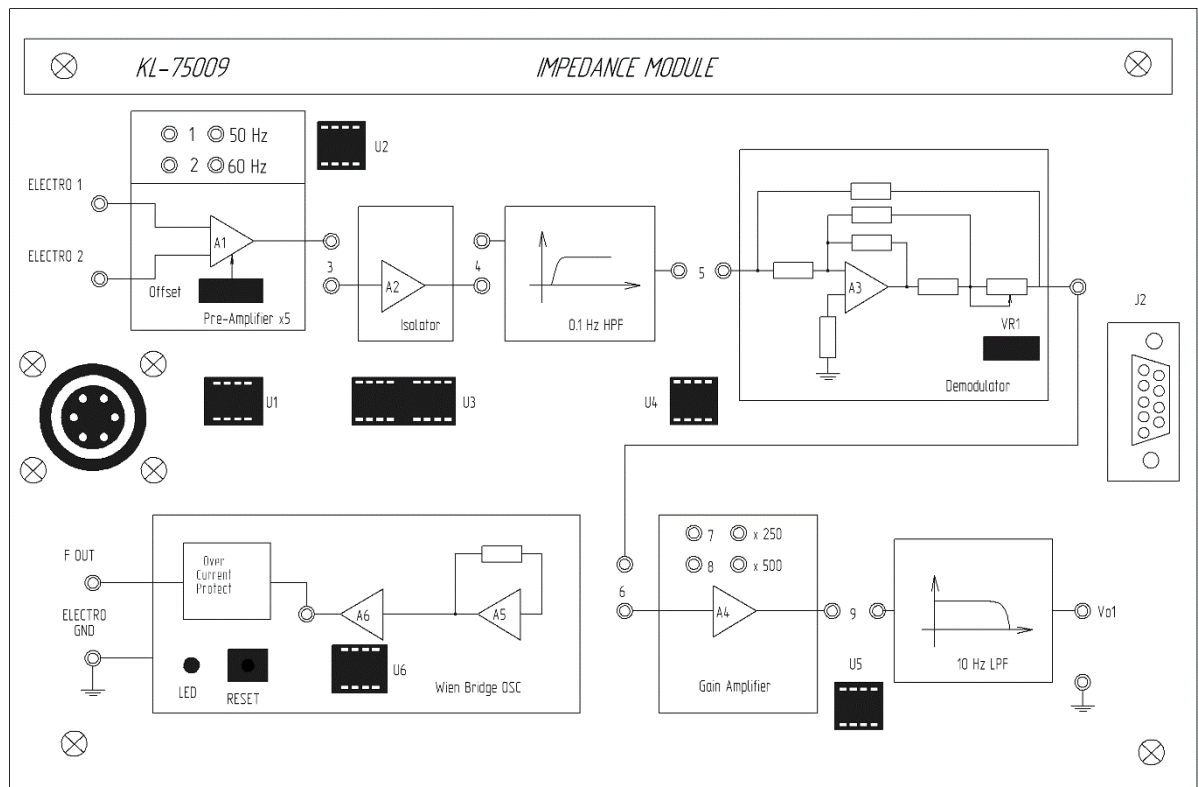 KL-75009 IMPEDANCE MODULE
1 50 Hz
2 60 Hz
U2
ELECTRO 1
ELECTRO 2
A1
Offset
Pre-Amplifier x5
3
A2
Isolator
4
0.1 Hz HPF
5
A3
VR1
Demodulator
J2
U1
U3
U4
F OUT
ELECTRO
GND
Over
Current
Protect
A6
A5
LED
RESET
U6
Wien Bridge OSC
6
7 x 250
8 x 500
A4
Gain Amplifier
9
U5
10 Hz LPF
Vo1